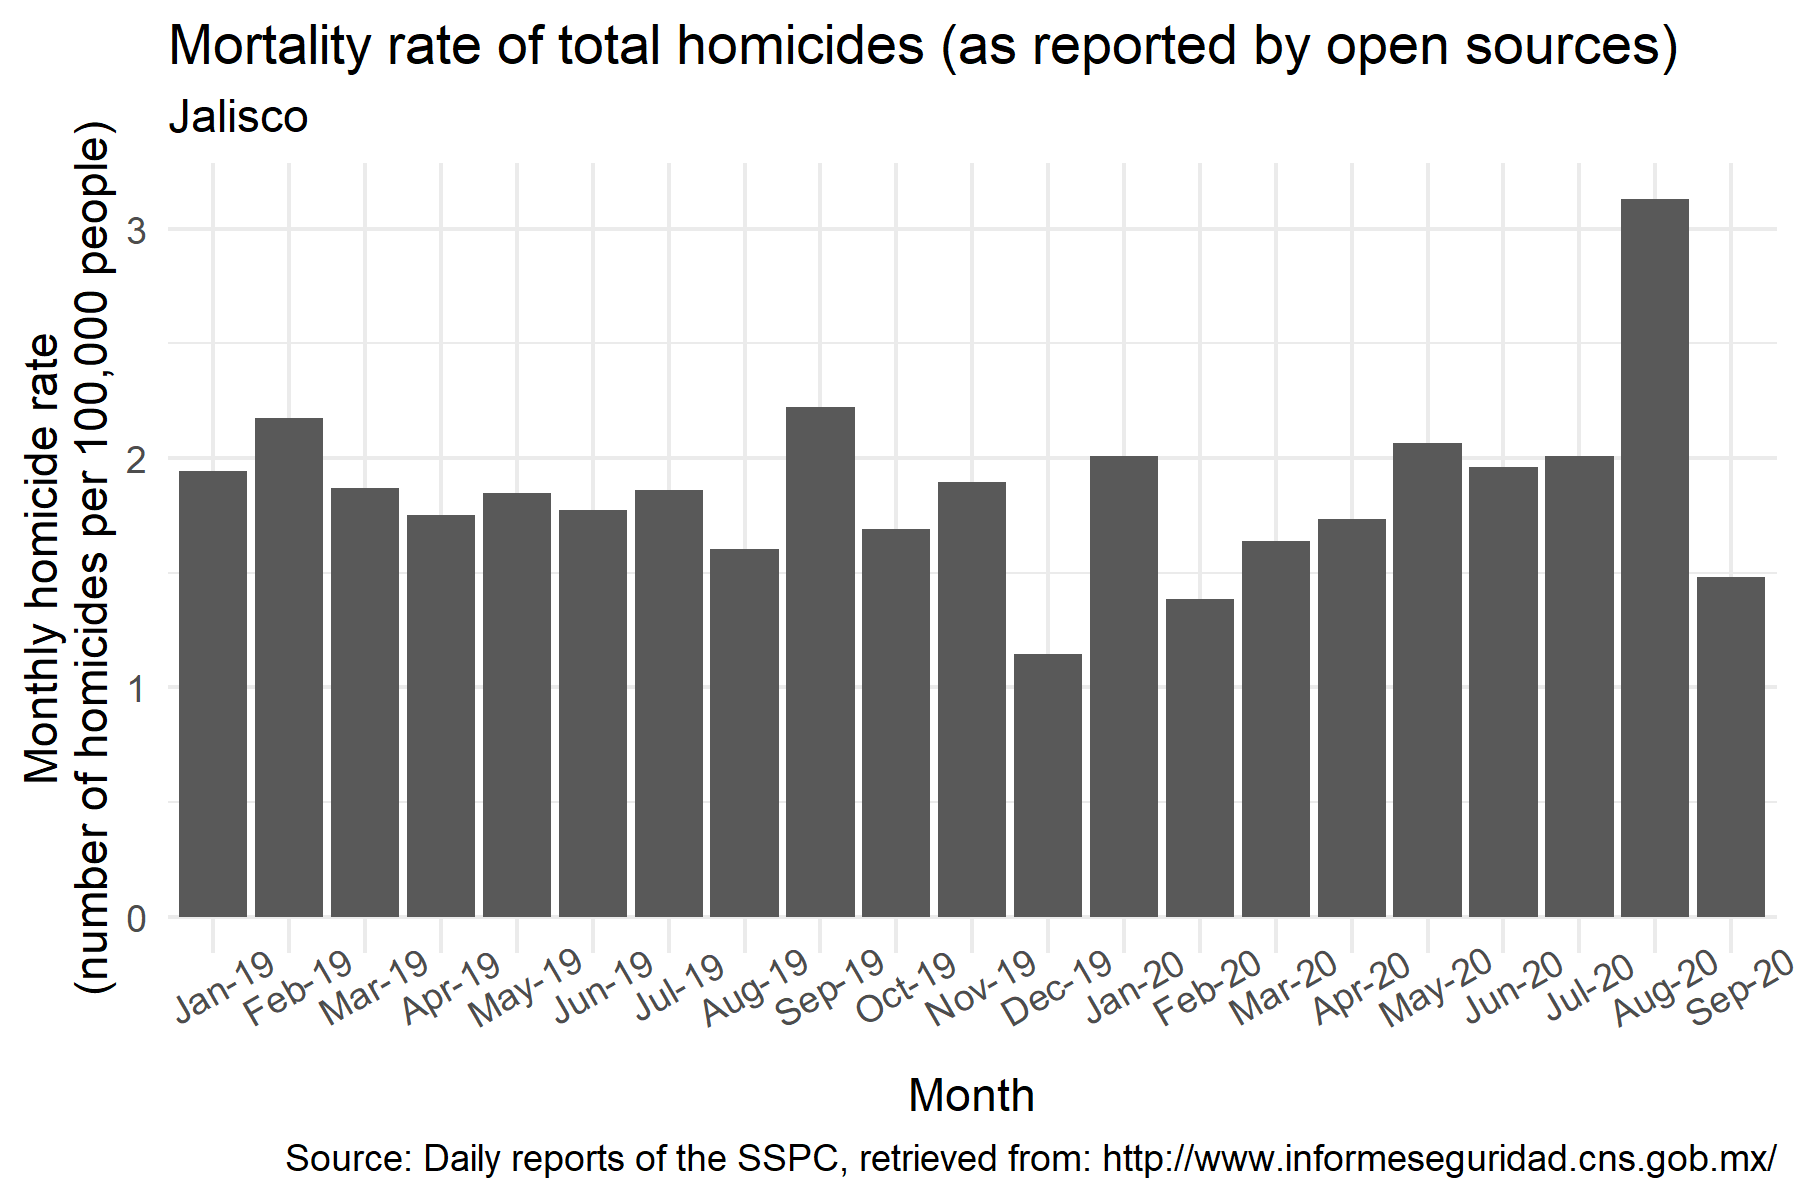 Mortality rate of total homicides (as reported by open sources)
Jalisco
Monthly homicide rate
(number of homicides per 100,000 people)
3
2
1
0
Jan-19
Feb-19
Mar-19
Apr-19
May-19
Jun-19
Jul-19
Aug-19
Sep-19
Oct-19
Nov-19
Dec-19
Jan-20
Feb-20
Mar-20
Apr-20
May-20
Jun-20
Jul-20
Aug-20
Sep-20
Month
Source: Daily reports of the SSPC, retrieved from: http://www.informeseguridad.cns.gob.mx/